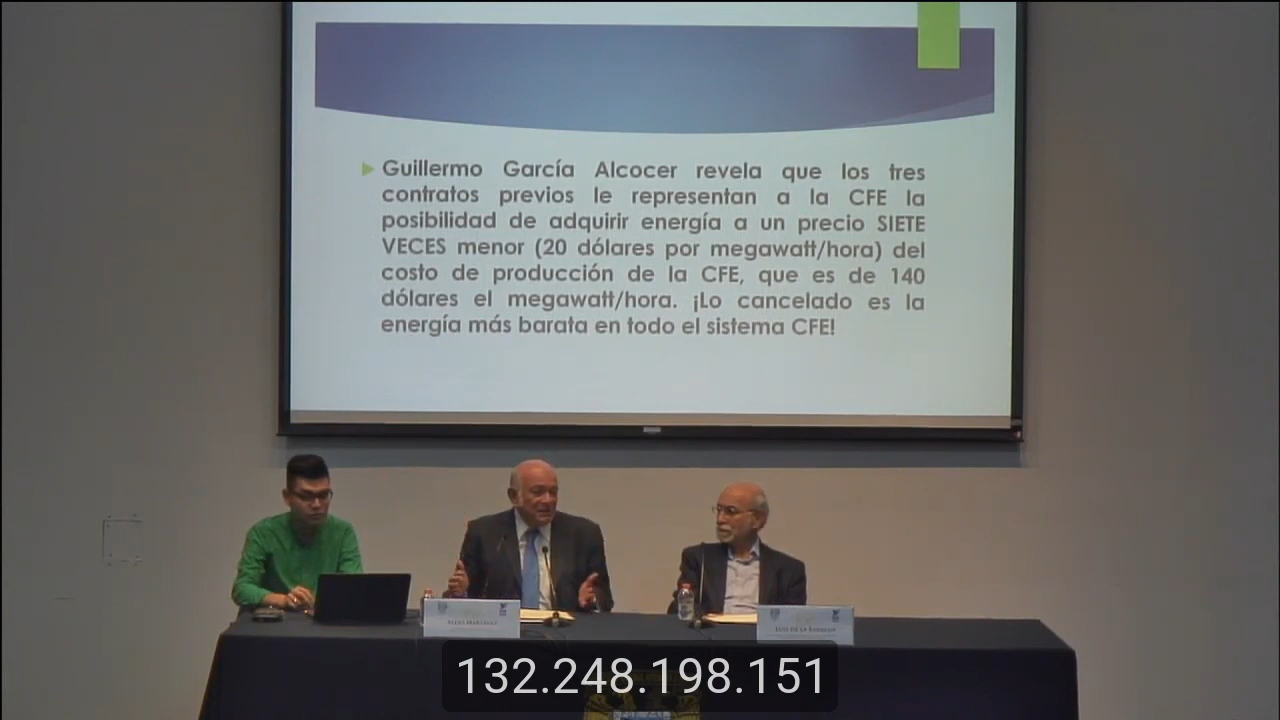 Guillermo García Alcocer revela que los tres
contratos previos le representan a la CFE la
posibilidad de adquirir energía a un precio SIETE
VECES menor (20 dólares por megawatt/hora) del
costo de producción de la CFE, que es de 140
dólares el megawatt/hora. ¡Lo cancelado es la
energía más barata en todo el sistema CFE!
LUIS DE LA
132.248.198.151